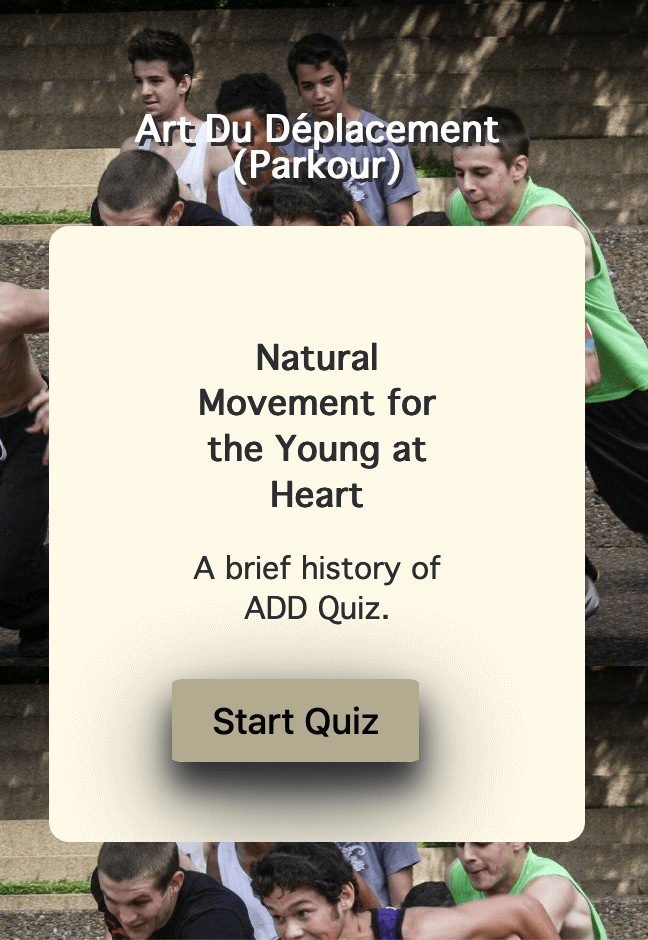 Art Du Déplacement
(Parkour)
Natural
Movement for
the Young at
Heart
A brief history of
ADD Quiz.
Start Quiz